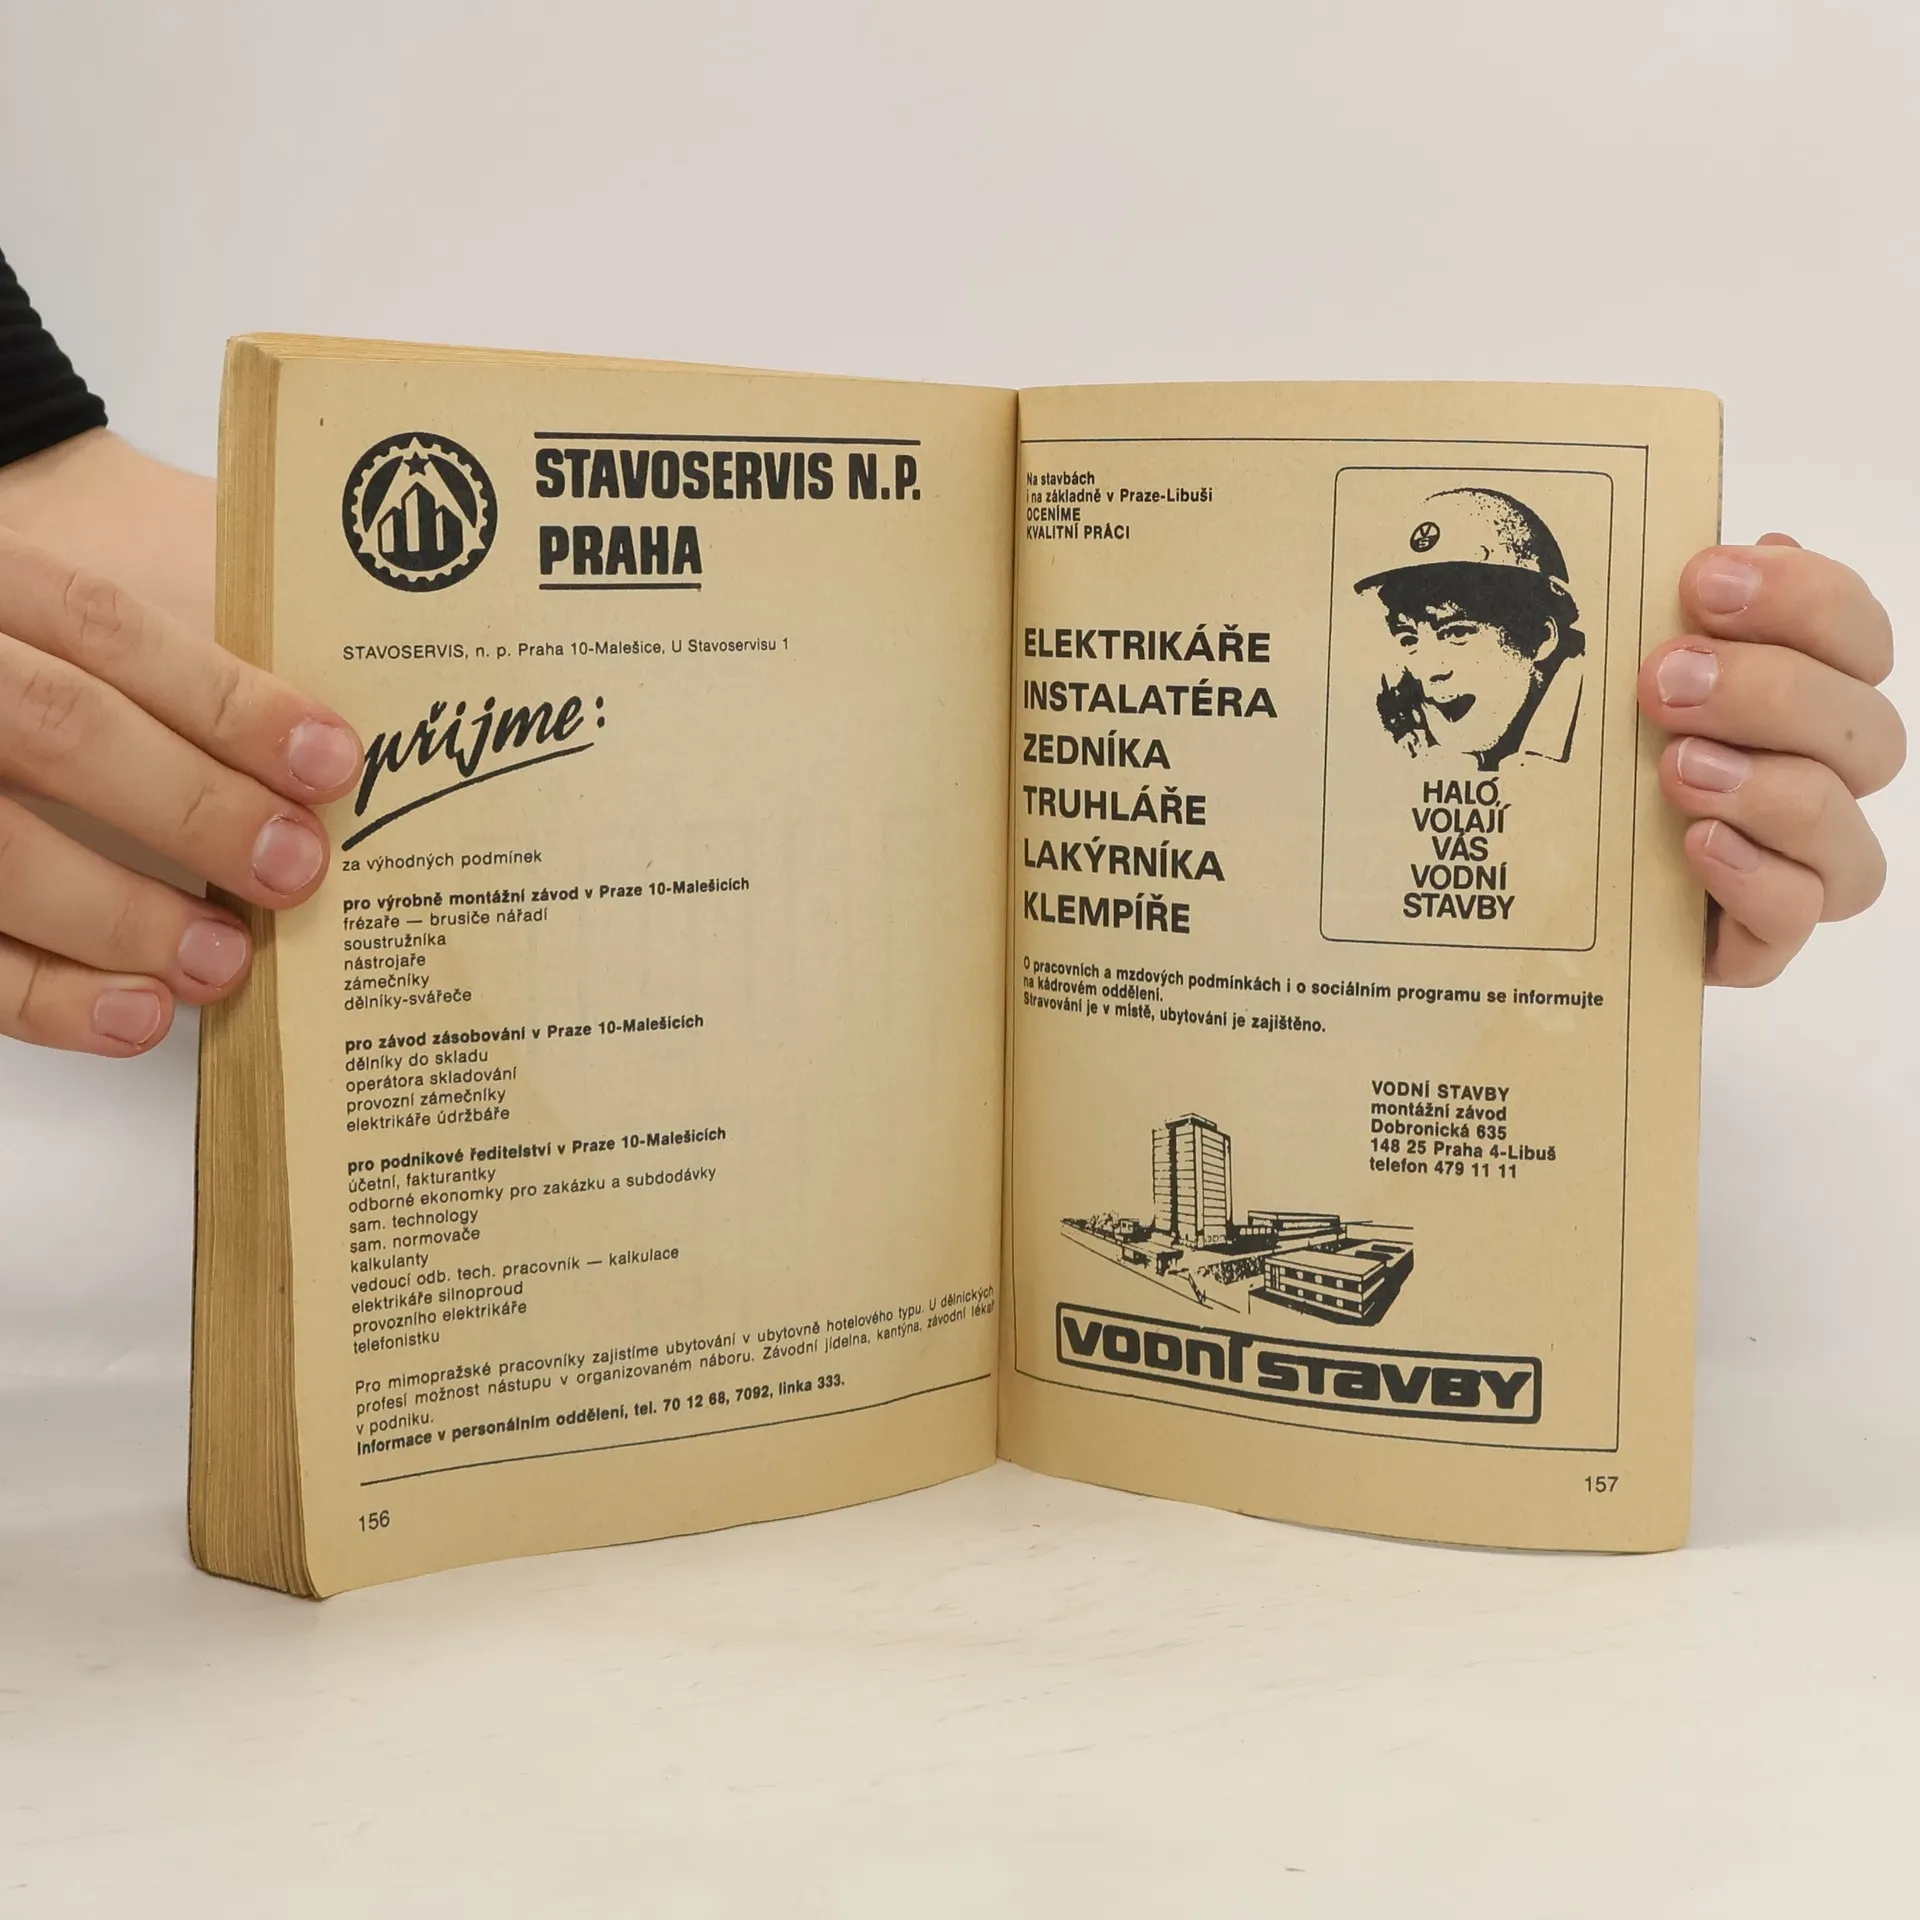 STAVOSERVIS N.P.
PRAHA
STAVOSERVIS, n. p. Praha 10-Malešice, U Stavoservisu 1
přijme:
za výhodných podmínek
pro výrobně montážní závod v Praze 10-Malešicích
frézaře — brusiče nářadí
soustružníka
nástrojaře
zámečníky
dělníky-svářeče
pro závod zásobování v Praze 10-Malešicích
dělníky do skladu
operátora skladování
provozní zámečníky
elektrikáře údržbáře
pro podnikové ředitelství v Praze 10-Malešicích
účetní, fakturantky
odborné ekonomky pro zakázku a subdodávky
sam. technology
sam. normovače
kalkulanty
vedoucí odb. tech. pracovník — kalkulace
elektrikáře silnoproud
provozního elektrikáře
telefonistku
Pro mimopražské pracovníky zajistíme ubytování v ubytovně hotelového typu. U dělnických
profesí možnost nástupu v organizovaném náboru. Závodní jídelna, kantýna, závodní lékař
v podniku.
Informace v personálním oddělení, tel. 70 12 68, 7092, linka 333.
156
Na stavbách
i na základně v Praze-Libuši
OCENÍME
KVALITNÍ PRÁCI
VS
ELEKTRIKÁŘE
INSTALATÉRA
ZEDNÍKA
TRUHLÁŘE
LAKÝRNÍKA
KLEMPÍŘE
HALÓ,
VOLAJÍ
VÁS
VODNÍ
STAVBY
O pracovních a mzdových podmínkách i o sociálním programu se informujte
na kádrovém oddělení.
Stravování je v místě, ubytování je zajištěno.
VODNÍ STAVBY
montážní závod
Dobronická 635
148 25 Praha 4-Libuš
telefon 479 11 11
VODNÍ STAVBY
157